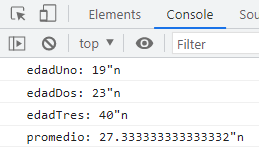 Elements Console Sou
top Filter
edadUno: 19"n
edadDos: 23"n
edadTres: 40"n
promedio: 27.333333333333332"n